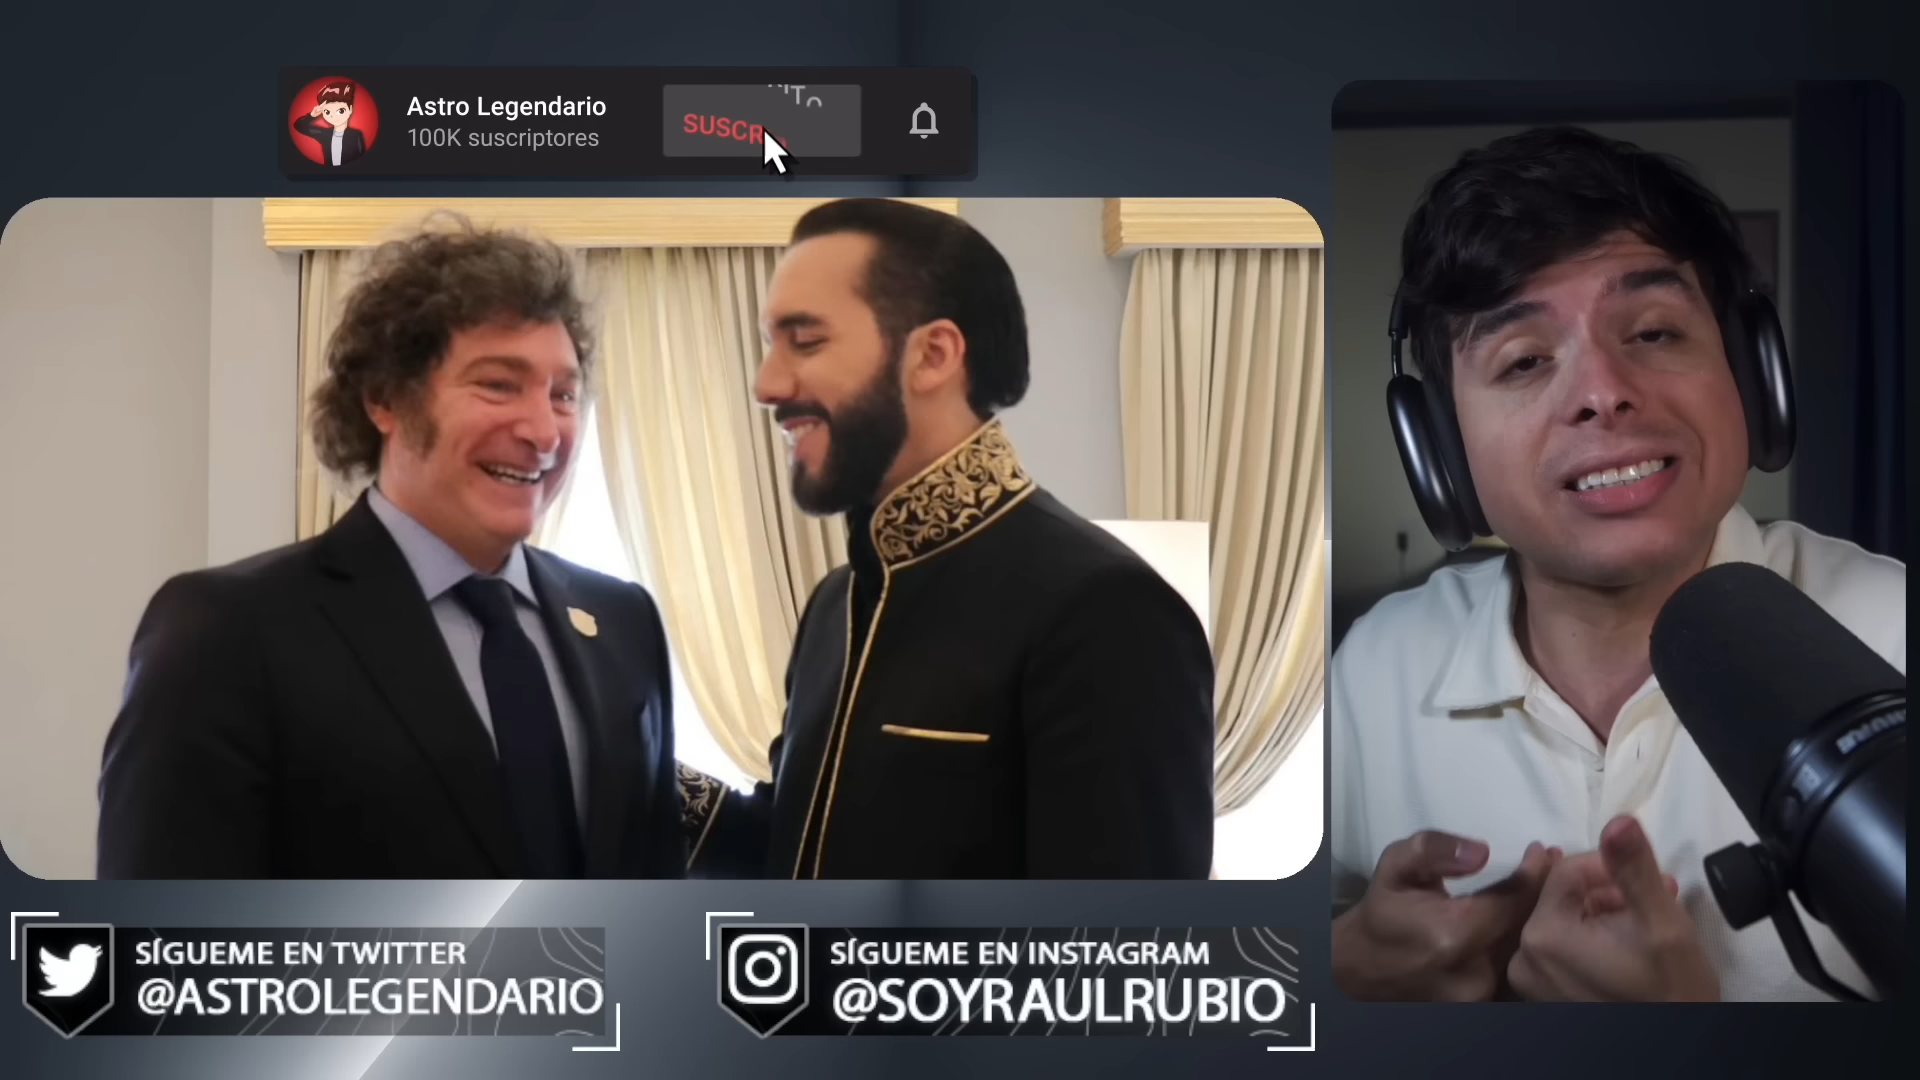 Astro Legendario
100K suscriptores
SÍGUEME EN TWITTER
@ASTROLEGENDARIO
SÍGUEME EN INSTAGRAM
@SOYRAULRUBIO